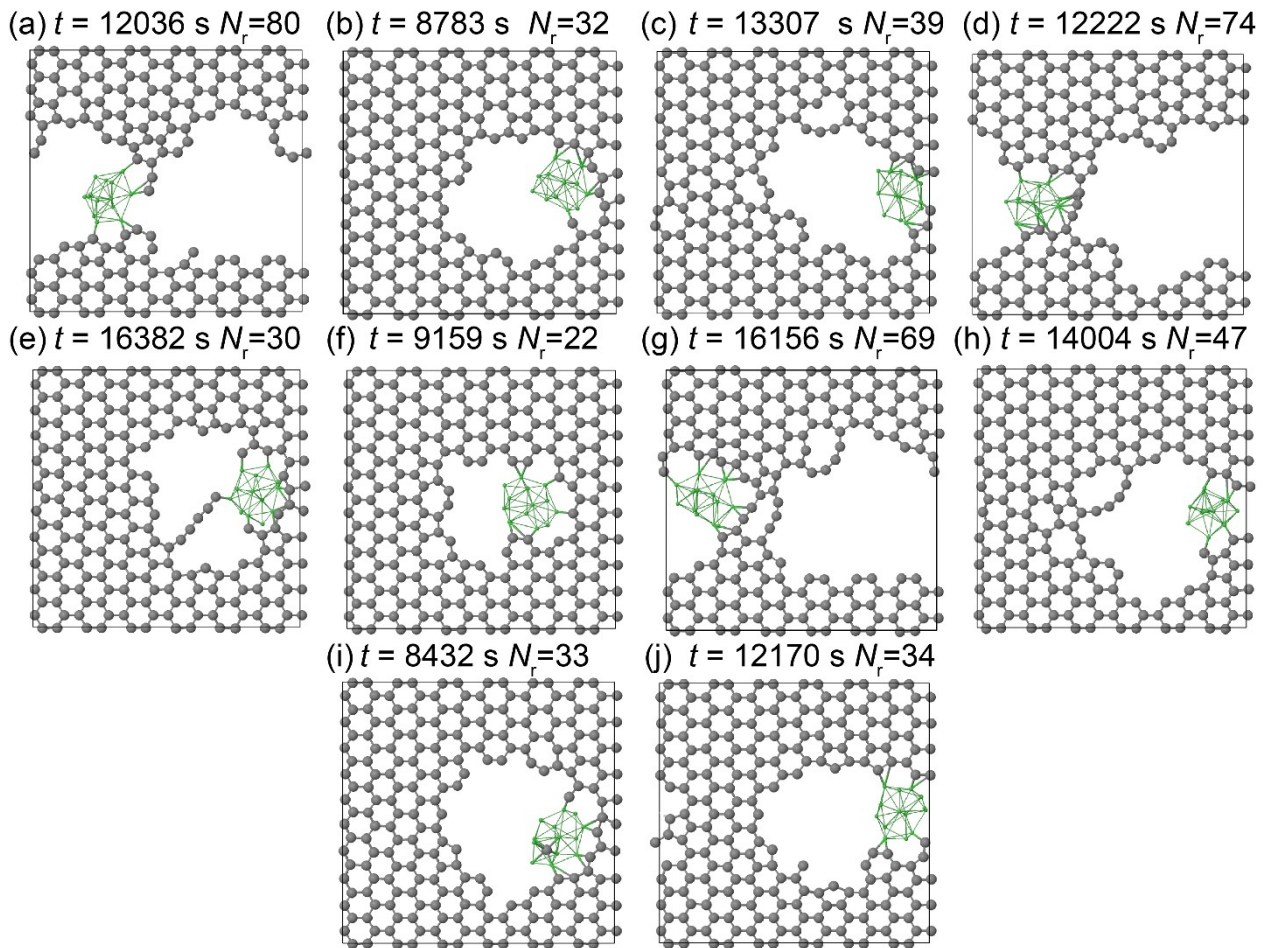 (a) t = 12036 s Nr=80
(b) t = 8783 s Nr=32
(c) t = 13307 s Nr=39
(d) t = 12222 s Nr=74
(e) t = 16382 s Nr=30
(f) t = 9159 s Nr=22
(g) t = 16156 s Nr=69
(h) t = 14004 s Nr=47
(i) t = 8432 s Nr=33
(j) t = 12170 s Nr=34